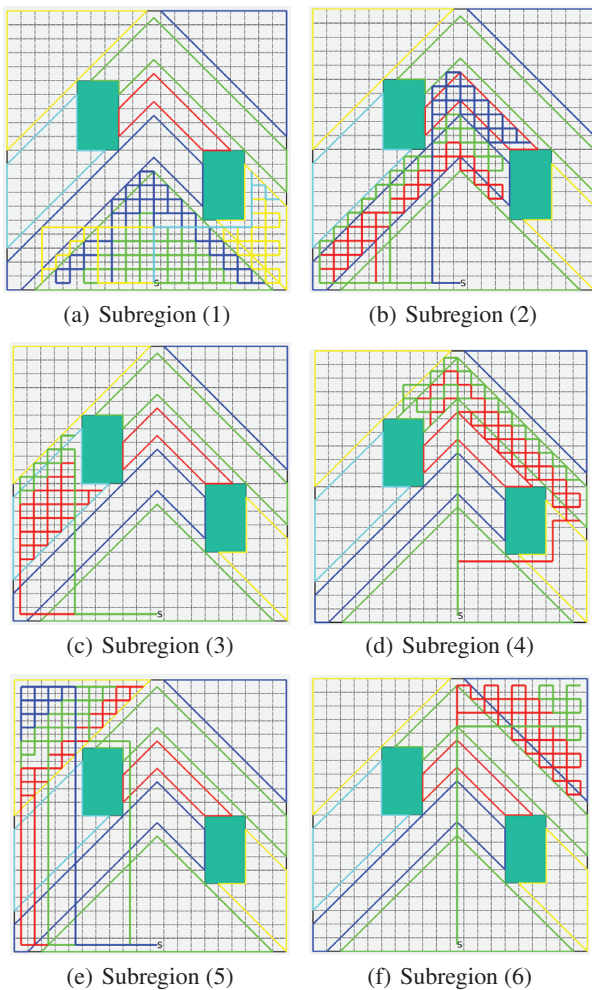 S
S
(a) Subregion (1)
(b) Subregion (2)
S
S
(c) Subregion (3)
(d) Subregion (4)
S
S
(e) Subregion (5)
(f) Subregion (6)